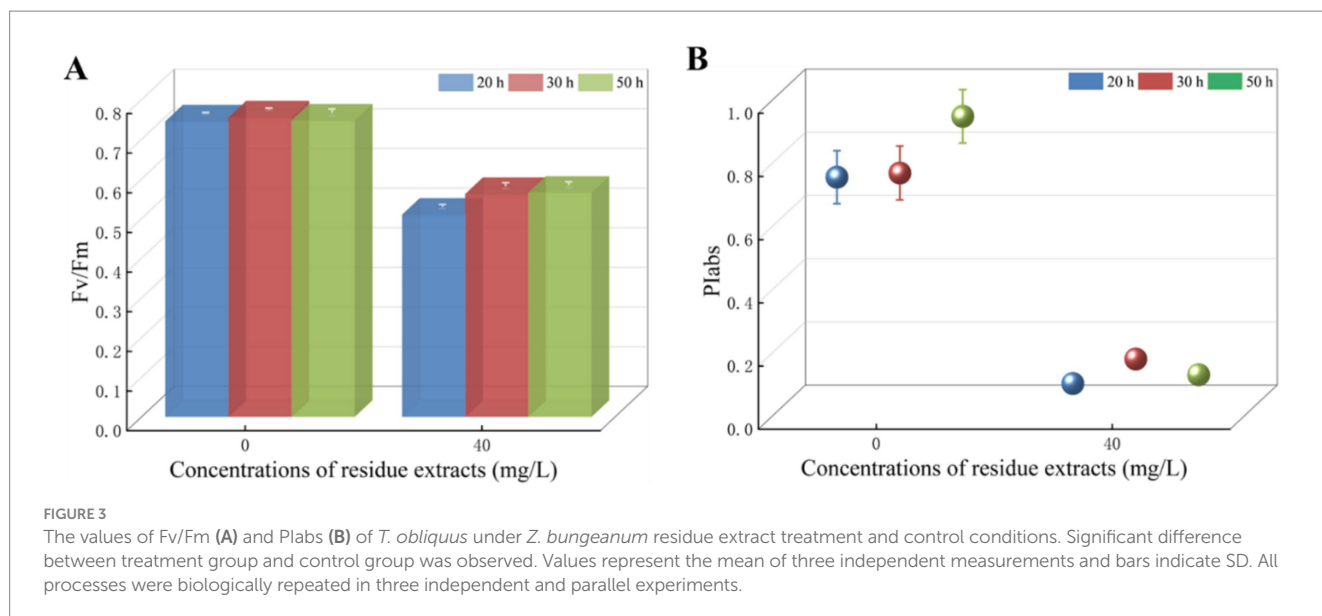 A
20 h 30 h 50 h
0.8
0.7
0.6
0.5
0.4
0.3
0.2
0.1
0.0
Fv/Fm
0 40
Concentrations of residue extracts (mg/L)
B
20 h 30 h 50 h
1.0
0.8
0.6
0.4
0.2
0.0
PIabs
0 40
Concentrations of residue extracts (mg/L)
FIGURE 3
The values of Fv/Fm (A) and PIabs (B) of T. obliquus under Z. bungeanum residue extract treatment and control conditions. Significant difference
between treatment group and control group was observed. Values represent the mean of three independent measurements and bars indicate SD. All
processes were biologically repeated in three independent and parallel experiments.